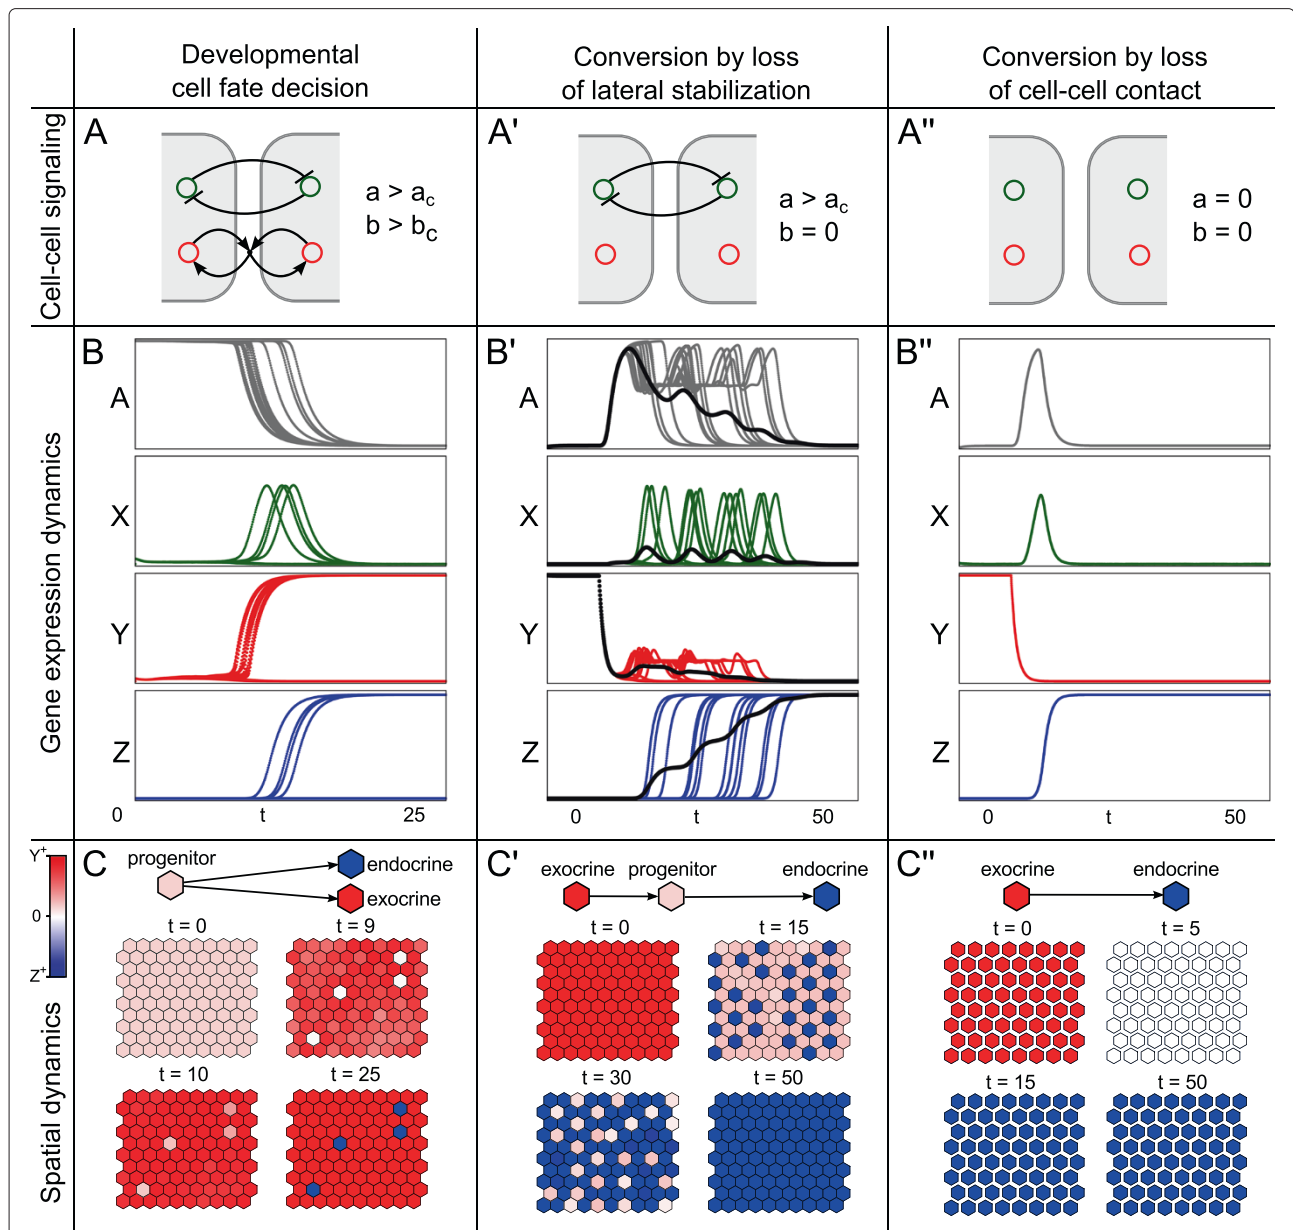 Developmental
cell fate decision
Conversion by loss
of lateral stabilization
Conversion by loss
of cell-cell contact
Cell-cell signaling
A
a > ac
b > bc
A'
a > ac
b = 0
A"
a = 0
b = 0
Gene expression dynamics
B
A
X
Y
Z
0 t 25
B'
A
X
Y
Z
0 t 50
B"
A
X
Y
Z
0 t 50
Spatial dynamics
Y+
0
Z+
C
progenitor
endocrine
exocrine
t = 0 t = 9
t = 10 t = 25
C'
exocrine progenitor endocrine
t = 0 t = 15
t = 30 t = 50
C"
exocrine endocrine
t = 0 t = 5
t = 15 t = 50